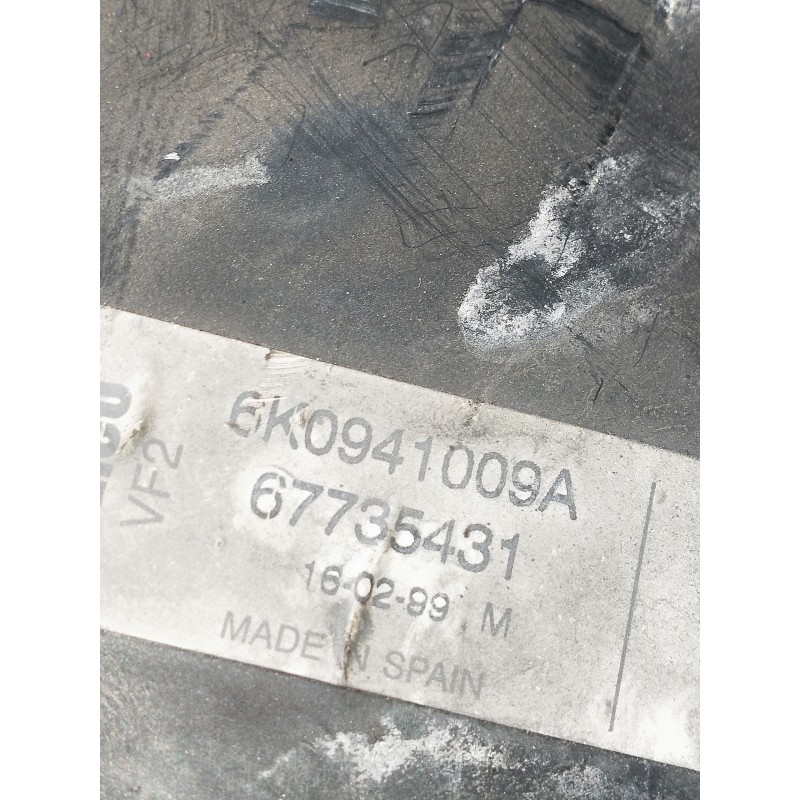 6K0941009A
67735431
16-02-99 M
MADE IN SPAIN
VF2